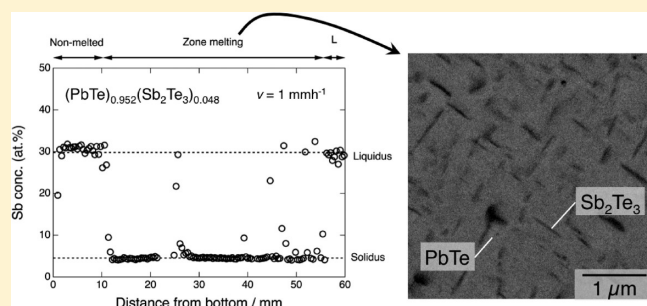 Non-melted Zone melting L
50
40
30
20
10
0
(PbTe)0.952(Sb2Te3)0.048 v = 1 mmh-1
Liquidus
Solidus
Sb conc. (at.%)
0 10 20 30 40 50 60
Distance from bottom / mm
Sb2Te3
PbTe
1 µm